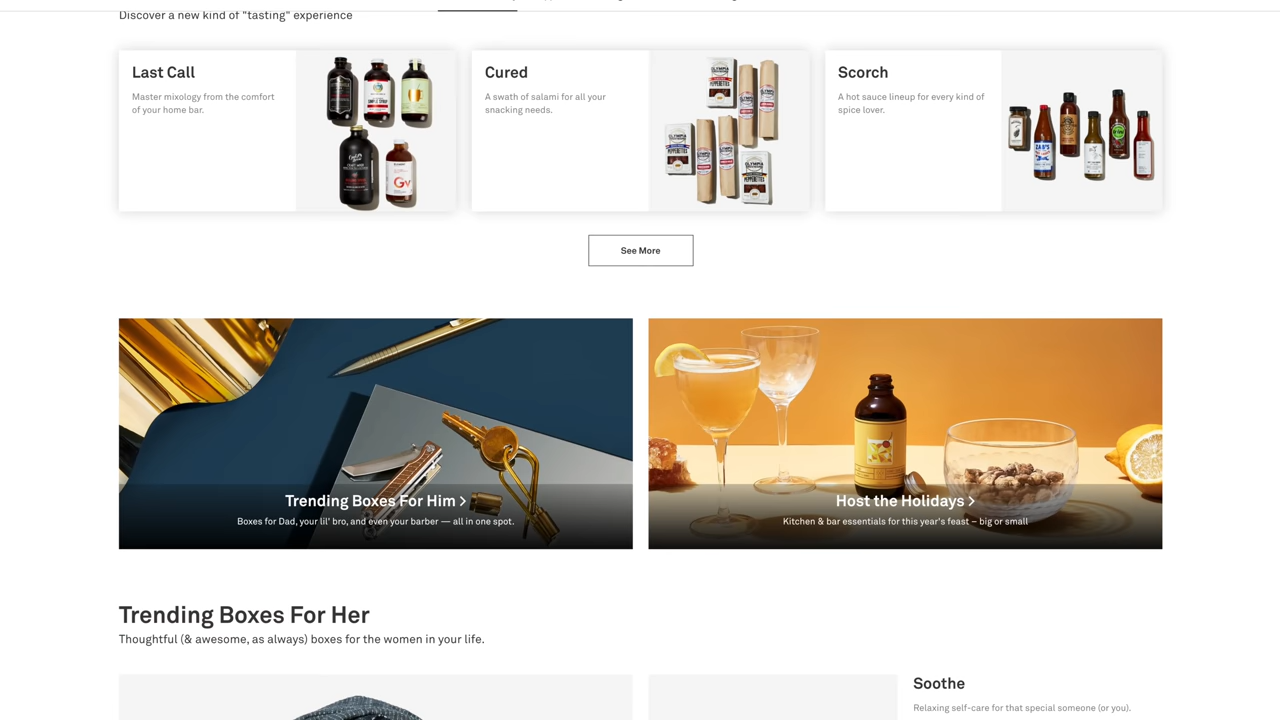 Discover a new kind of "tasting" experience
Last Call
Master mixology from the comfort
of your home bar.
Cured
A swath of salami for all your
snacking needs.
Scorch
A hot sauce lineup for every kind of
spice lover.
See More
Trending Boxes For Him >
Boxes for Dad, your lil' bro, and even your barber — all in one spot.
Host the Holidays >
Kitchen & bar essentials for this year's feast – big or small
Trending Boxes For Her
Thoughtful (& awesome, as always) boxes for the women in your life.
Soothe
Relaxing self-care for that special someone (or you).